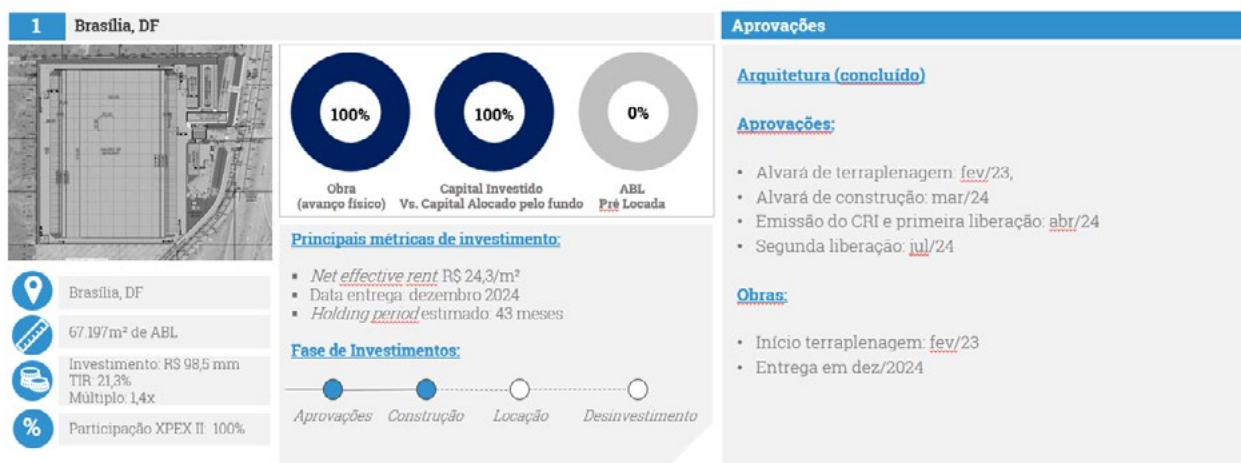 1 Brasília, DF
100%
100%
0%
Obra
(avanço físico)
Capital Investido
Vs. Capital Alocado pelo fundo
ABL
Pré Locada
Brasília, DF
67.197m² de ABL
Investimento: R$ 98,5 mm
TIR: 21,3%
Múltiplo: 1,4x
% Participação XPEX II: 100%
Principais métricas de investimento:
▪ Net effective rent: R$ 24,3/m²
▪ Data entrega: dezembro 2024
▪ Holding period estimado: 43 meses
Fase de Investimentos:
Aprovações Construção Locação Desinvestimento
Aprovações
Arquitetura (concluído)
Aprovações:
• Alvará de terraplenagem: fev/23,
• Alvará de construção: mar/24
• Emissão do CRI e primeira liberação: abr/24
• Segunda liberação: jul/24
Obras:
• Início terraplenagem: fev/23
• Entrega em dez/2024